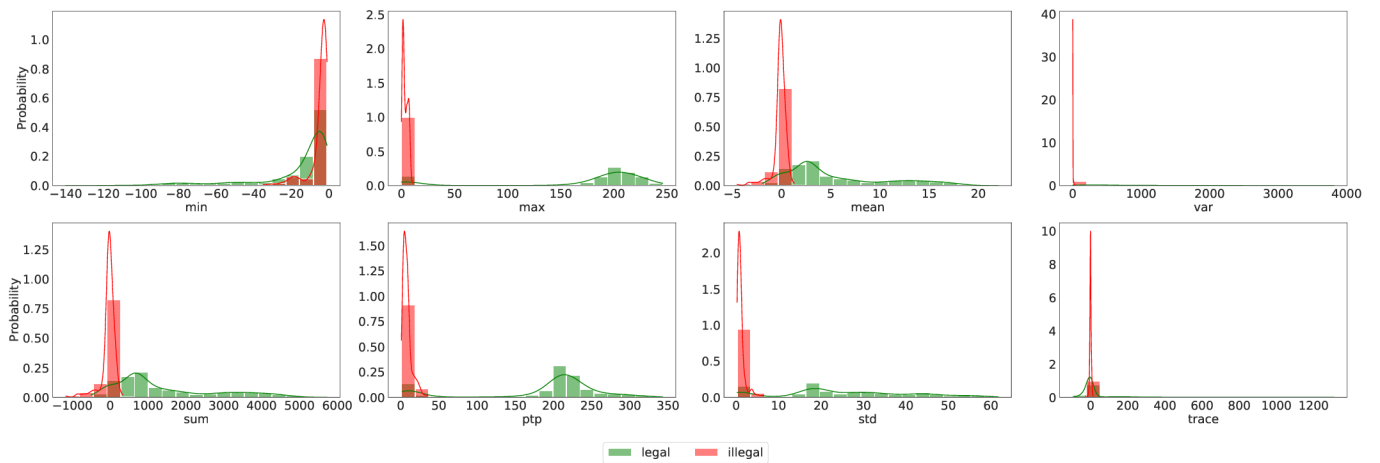 1.0
0.8
0.6
0.4
0.2
0.0
Probability
−140 −120 −100 −80 −60 −40 −20 0
min
2.5
2.0
1.5
1.0
0.5
0.0
0 50 100 150 200 250
max
1.25
1.00
0.75
0.50
0.25
0.00
−5 0 5 10 15 20
mean
40
30
20
10
0
0 1000 2000 3000 4000
var
1.25
1.00
0.75
0.50
0.25
0.00
Probability
−1000 0 1000 2000 3000 4000 5000 6000
sum
1.50
1.25
1.00
0.75
0.50
0.25
0.00
0 50 100 150 200 250 300 350
ptp
2.0
1.5
1.0
0.5
0.0
0 10 20 30 40 50 60
std
10
8
6
4
2
0
0 200 400 600 800 1000 1200
trace
legal illegal